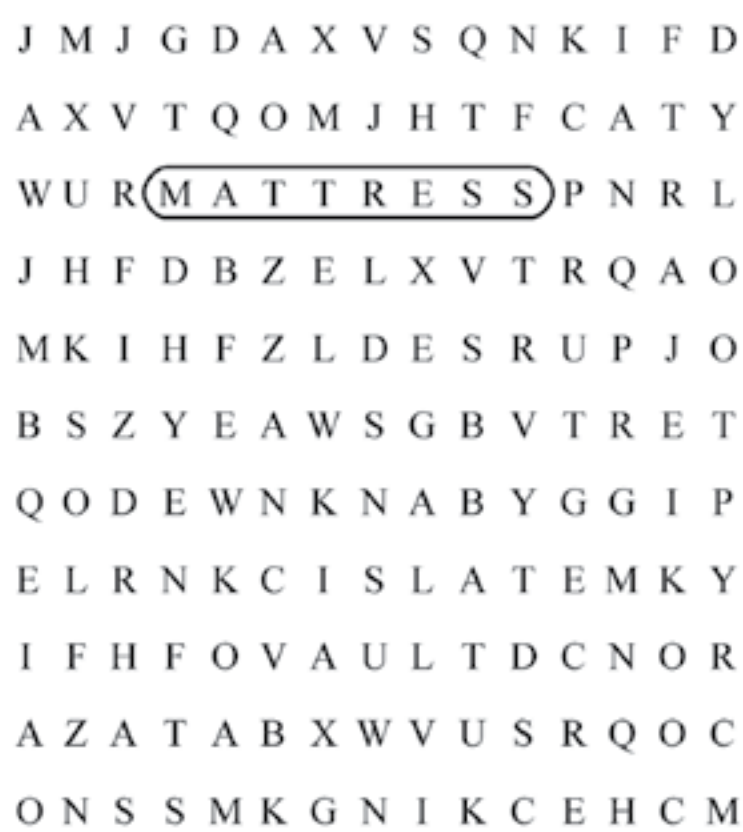 J M J G D A X V S Q N K I F D
A X V T Q O M J H T F C A T Y
W U R M A T T R E S S P N R L
J H F D B Z E L X V T R Q A O
M K I H F Z L D E S R U P J O
B S Z Y E A W S G B V T R E T
Q O D E W N K N A B Y G G I P
E L R N K C I S L A T E M K Y
I F H F O V A U L T D C N O R
A Z A T A B X W V U S R Q O C
O N S S M K G N I K C E H C M